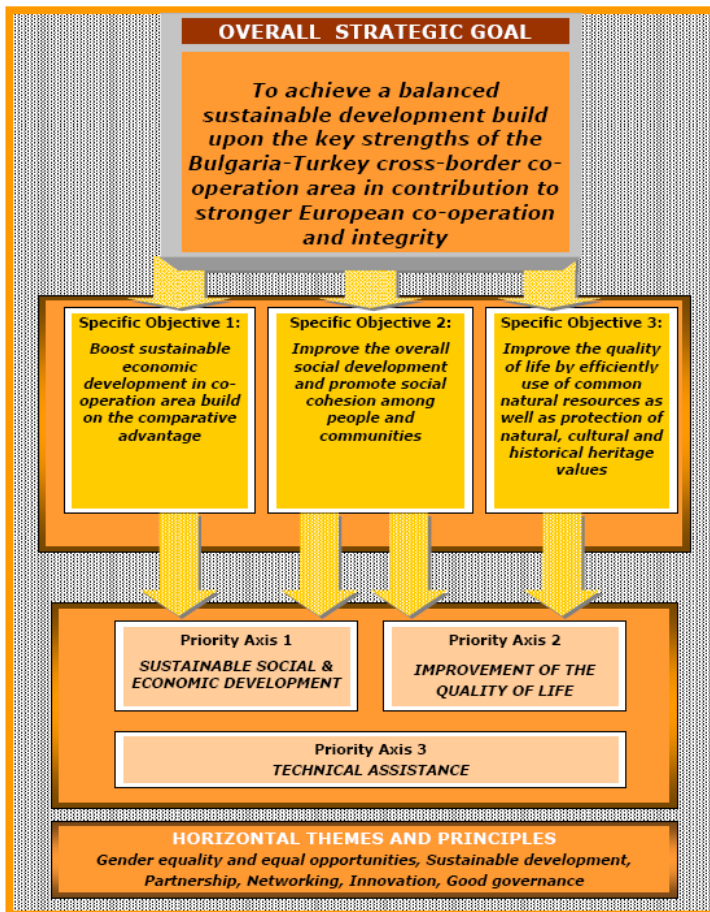 OVERALL STRATEGIC GOAL
To achieve a balanced
sustainable development build
upon the key strengths of the
Bulgaria-Turkey cross-border co-
operation area in contribution to
stronger European co-operation
and integrity
Specific Objective 1:
Boost sustainable
economic
development in co-
operation area build
on the comparative
advantage
Specific Objective 2:
Improve the overall
social development
and promote social
cohesion among
people and
communities
Specific Objective 3:
Improve the quality
of life by efficiently
use of common
natural resources as
well as protection of
natural, cultural and
historical heritage
values
Priority Axis 1
SUSTAINABLE SOCIAL &
ECONOMIC DEVELOPMENT
Priority Axis 2
IMPROVEMENT OF THE
QUALITY OF LIFE
Priority Axis 3
TECHNICAL ASSISTANCE
HORIZONTAL THEMES AND PRINCIPLES
Gender equality and equal opportunities, Sustainable development,
Partnership, Networking, Innovation, Good governance